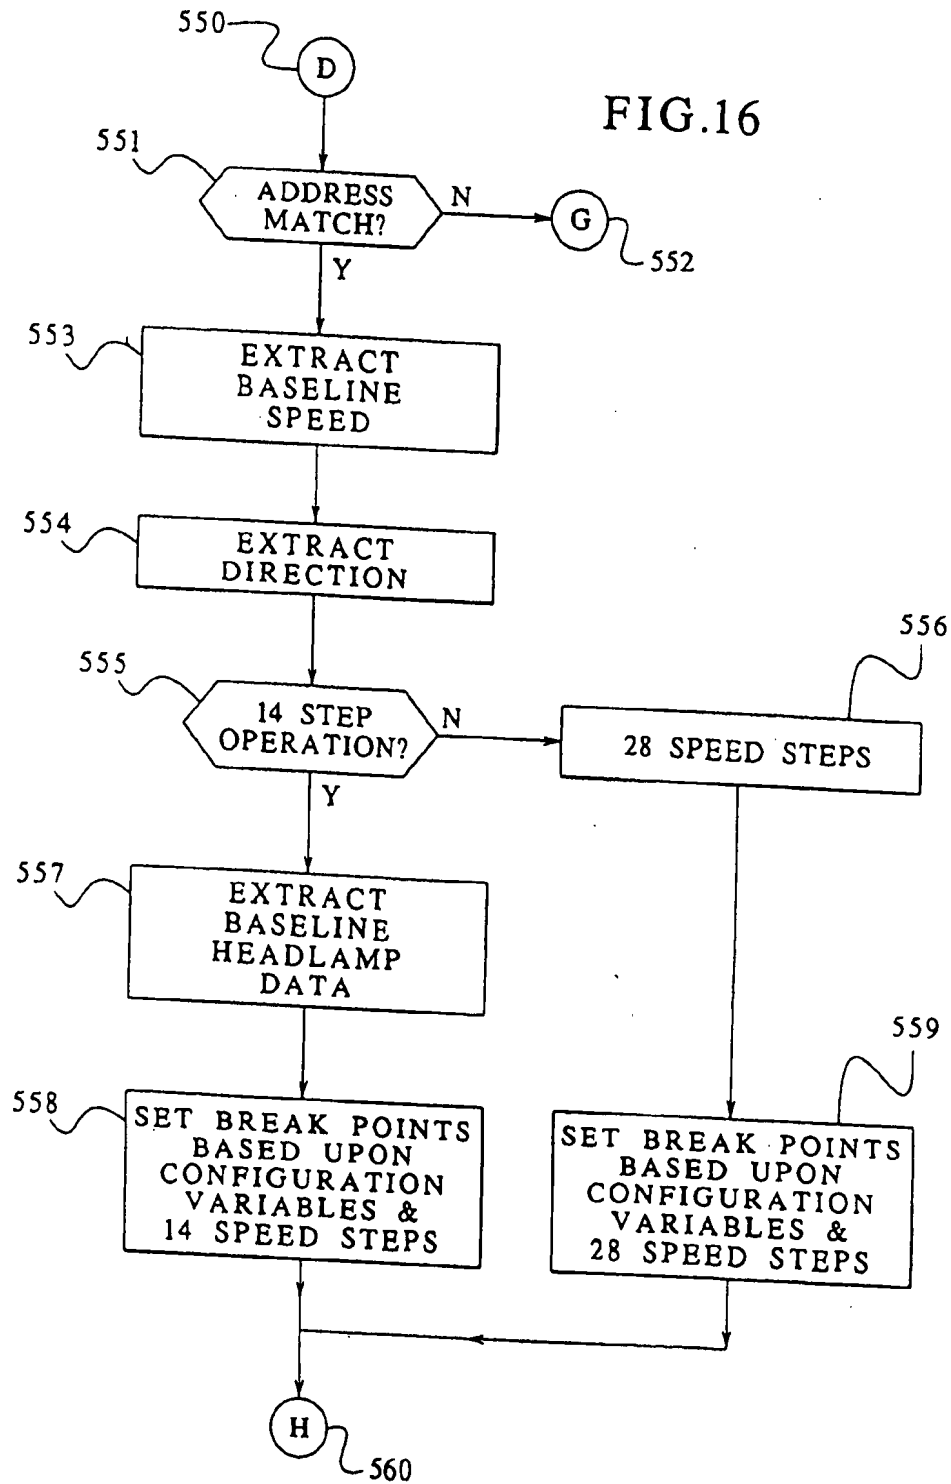 550
D
FIG.16
551
ADDRESS
MATCH?
N
G
552
Y
553
EXTRACT
BASELINE
SPEED
554
EXTRACT
DIRECTION
555
14 STEP
OPERATION?
N
556
28 SPEED STEPS
Y
557
EXTRACT
BASELINE
HEADLAMP
DATA
558
SET BREAK POINTS
BASED UPON
CONFIGURATION
VARIABLES &
14 SPEED STEPS
559
SET BREAK POINTS
BASED UPON
CONFIGURATION
VARIABLES &
28 SPEED STEPS
H
560